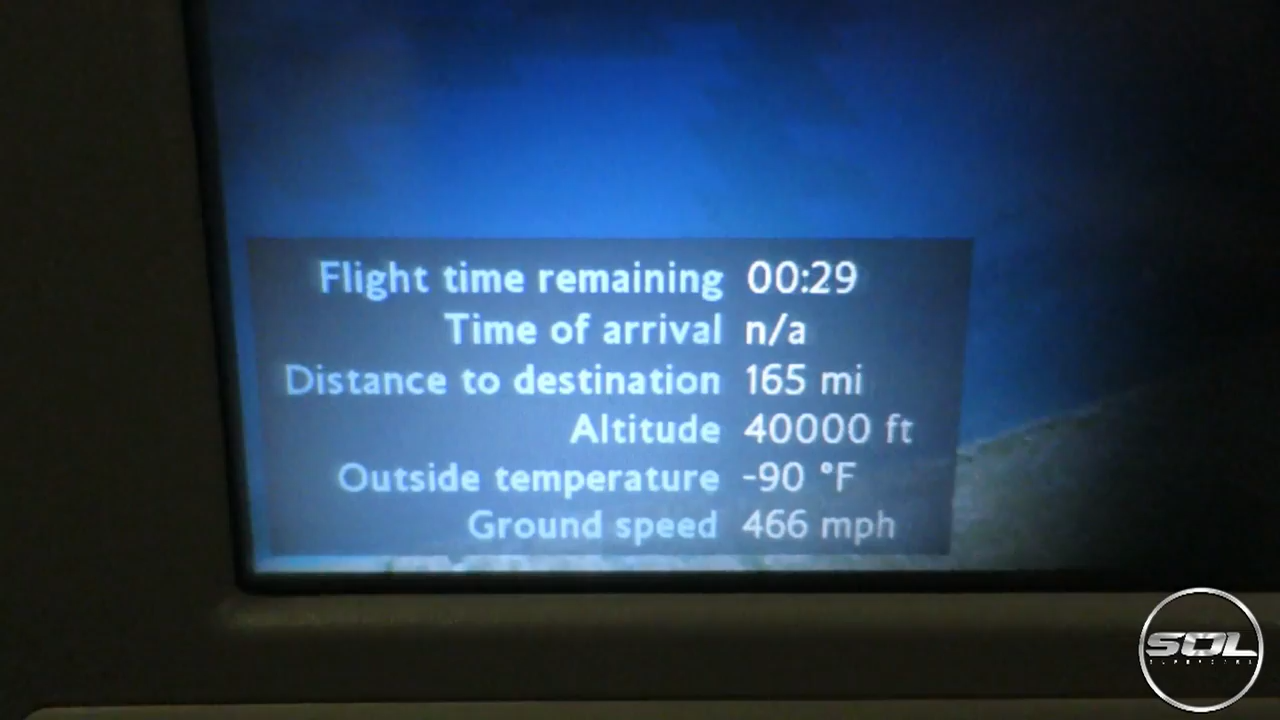 Flight time remaining 00:29
Time of arrival n/a
Distance to destination 165 mi
Altitude 40000 ft
Outside temperature -90 °F
Ground speed 466 mph
SOL